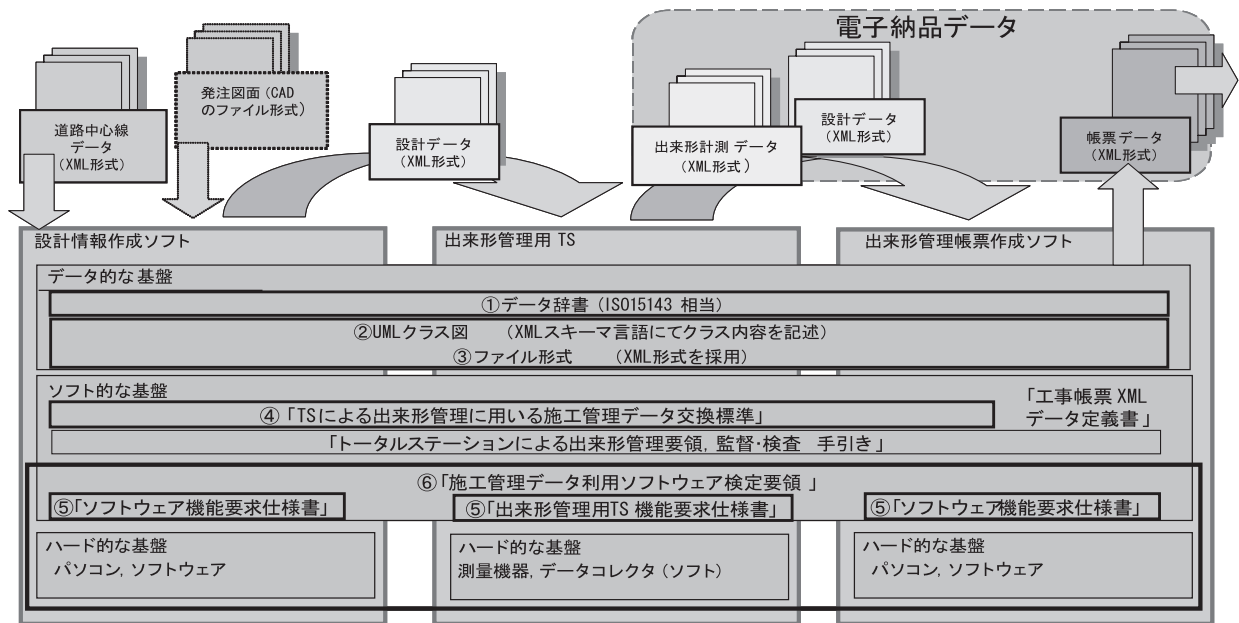 電子納品データ
道路中心線
データ
(XML形式)
発注図面(CAD
のファイル形式)
設計データ
(XML形式)
出来形計測 データ
(XML形式)
設計データ
(XML形式)
帳票データ
(XML形式)
設計情報作成ソフト
出来形管理用 TS
出来形管理帳票作成ソフト
データ的な基盤
①データ辞書(ISO15143 相当)
②UMLクラス図 (XMLスキーマ言語にてクラス内容を記述)
③ファイル形式 (XML形式を採用)
ソフト的な基盤
④「TSによる出来形管理に用いる施工管理データ交換標準」
「工事帳票 XML
データ定義書」
「トータルステーションによる出来形管理要領, 監督・検査 手引き」
⑥「施工管理データ利用ソフトウェア検定要領 」
⑤「ソフトウェア機能要求仕様書」
⑤「出来形管理用TS 機能要求仕様書」
⑤「ソフトウェア機能要求仕様書」
ハード的な基盤
パソコン, ソフトウェア
ハード的な基盤
測量機器, データコレクタ(ソフト)
ハード的な基盤
パソコン, ソフトウェア